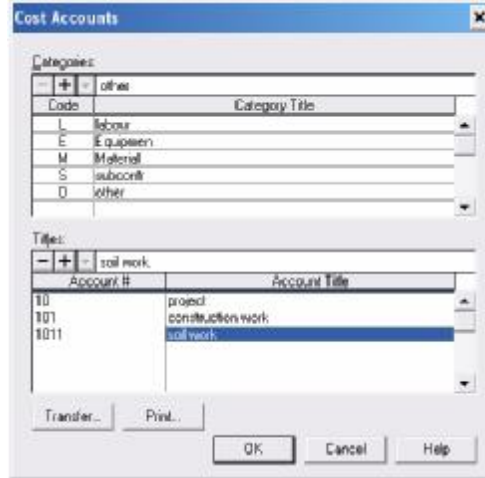 Cost Accounts
Categories:
other
Code Category Title
L labour
E Equipmen
M Material
S subcontr
O other
Titles:
soil work
Account # Account Title
10 project
101 construction work
1011 soil work
Transfer... Print...
OK Cancel Help